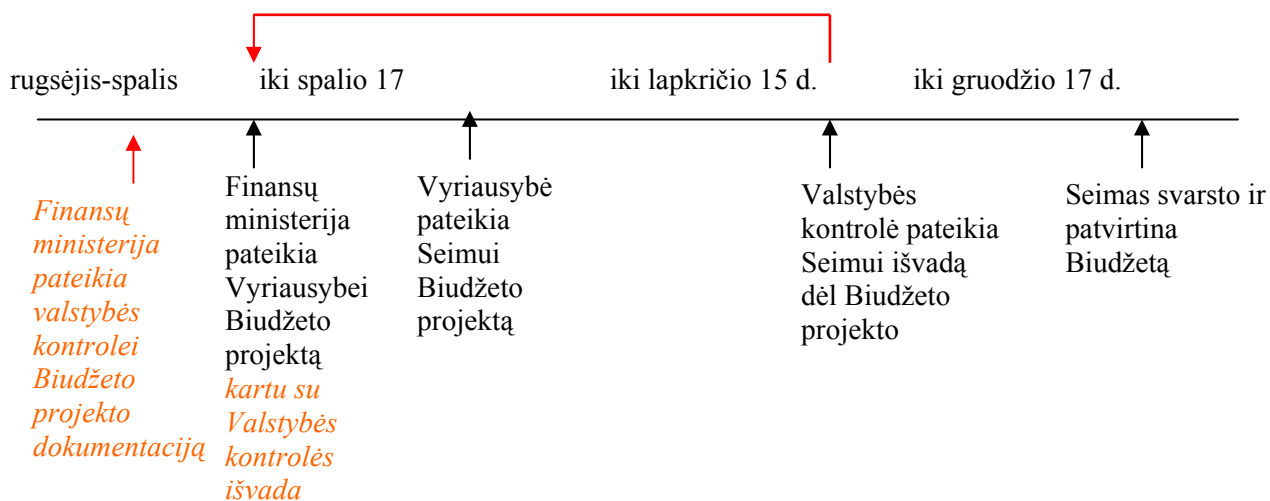 rugsėjis-spalis
iki spalio 17
iki lapkričio 15 d.
iki gruodžio 17 d.
Finansų
ministerija
pateikia
valstybės
kontrolei
Biudžeto
projekto
dokumentaciją
Finansų
ministerija
pateikia
Vyriausybei
Biudžeto
projektą
kartu su
Valstybės
kontrolės
išvada
Vyriausybė
pateikia
Seimui
Biudžeto
projektą
Valstybės
kontrolė pateikia
Seimui išvadą
dėl Biudžeto
projekto
Seimas svarsto ir
patvirtina
Biudžetą